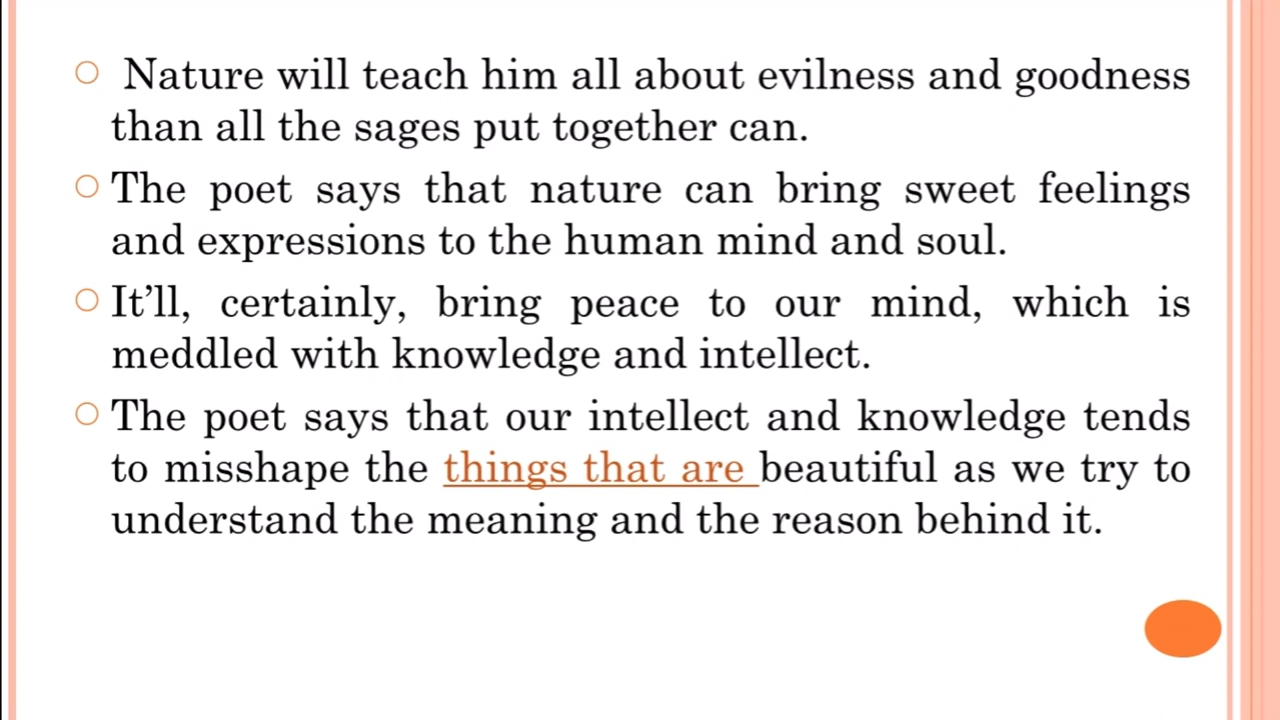 Nature will teach him all about evilness and goodness
than all the sages put together can.
The poet says that nature can bring sweet feelings
and expressions to the human mind and soul.
It’ll, certainly, bring peace to our mind, which is
meddled with knowledge and intellect.
The poet says that our intellect and knowledge tends
to misshape the things that are beautiful as we try to
understand the meaning and the reason behind it.